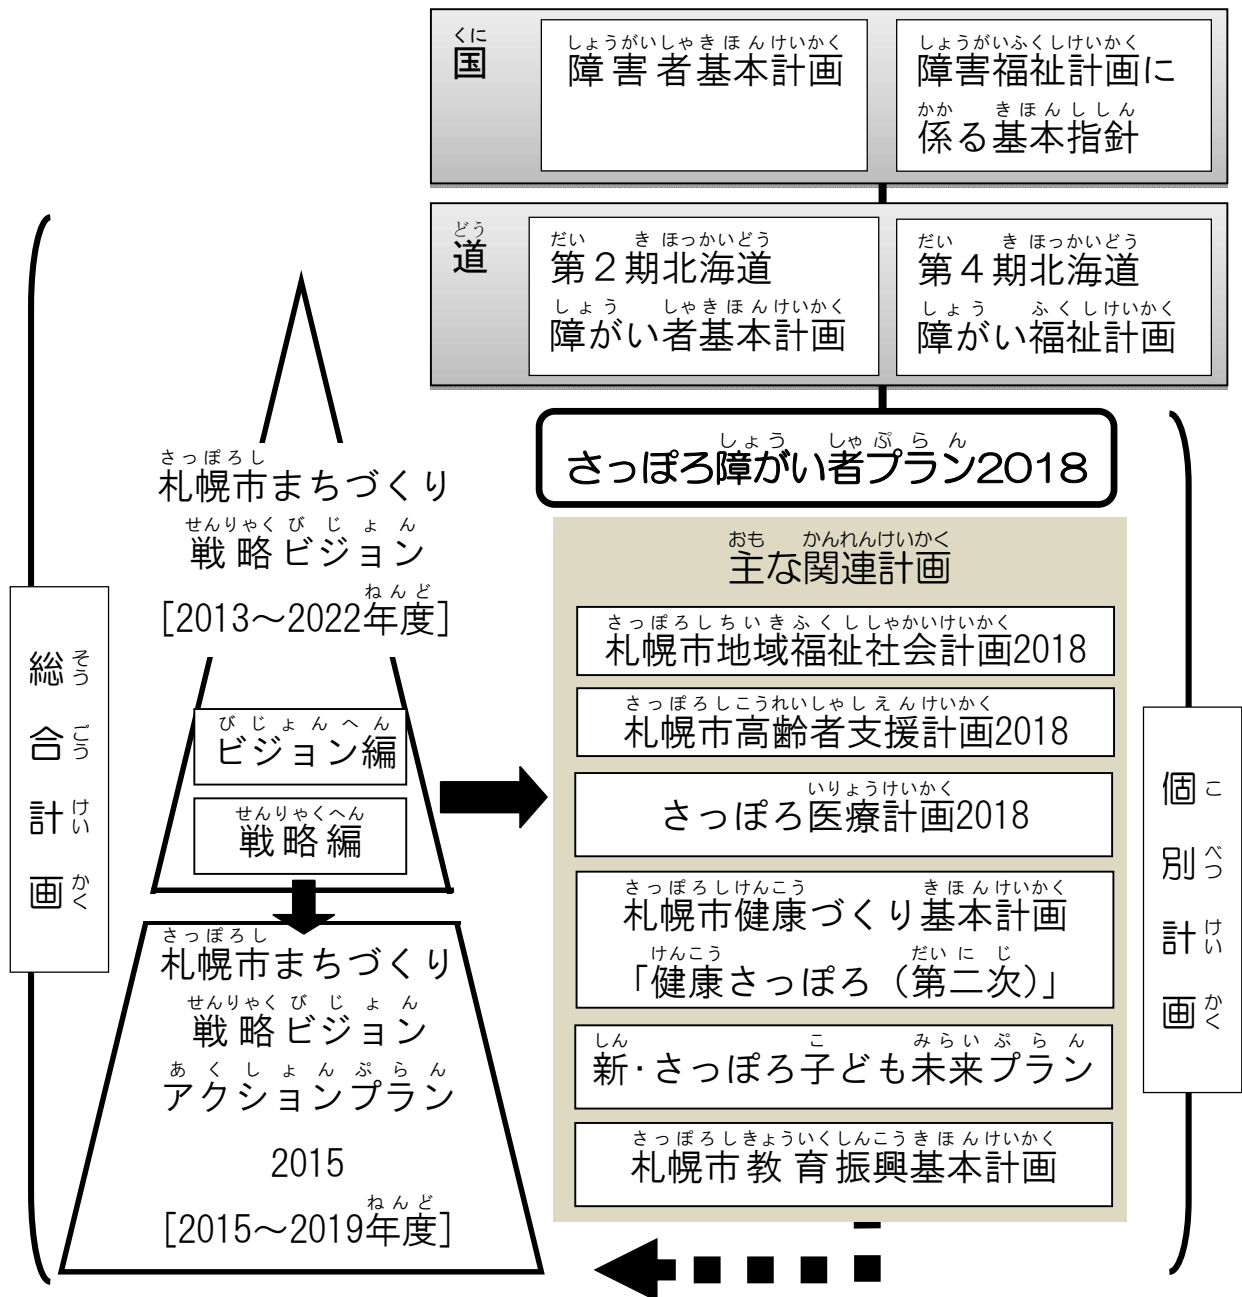 くに
国
しょうがいしゃきほんけいかく
障害者基本計画
しょうがいふくしけいかく
障害福祉計画に
かか きほんししん
係る基本指針
どう
道
だい き ほっかいどう
第２期北海道
しょう しゃきほんけいかく
障がい者基本計画
だい き ほっかいどう
第４期北海道
しょう ふくしけいかく
障がい福祉計画
しょう しゃぷらん
さっぽろ障がい者プラン2018
さっぽろし
札幌市まちづくり
せんりゃくびじょん
戦略ビジョン
ねんど
[2013～2022年度]
びじょんへん
ビジョン編
せんりゃくへん
戦略編
さっぽろし
札幌市まちづくり
せんりゃくびじょん
戦略ビジョン
あくしょんぷらん
アクションプラン
2015
ねんど
[2015～2019年度]
そうごうけいかく
総合計画
おも かんれんけいかく
主な関連計画
さっぽろしちいきふくししゃかいけいかく
札幌市地域福祉社会計画2018
さっぽろしこうれいしゃしえんけいかく
札幌市高齢者支援計画2018
いりょうけいかく
さっぽろ医療計画2018
さっぽろしけんこう きほんけいかく
札幌市健康づくり基本計画
けんこう だいにじ
「健康さっぽろ（第二次）」
しん こ みらいぷらん
新・さっぽろ子ども未来プラン
さっぽろしきょういくしんこうきほんけいかく
札幌市教育振興基本計画
こべつけいかく
個別計画